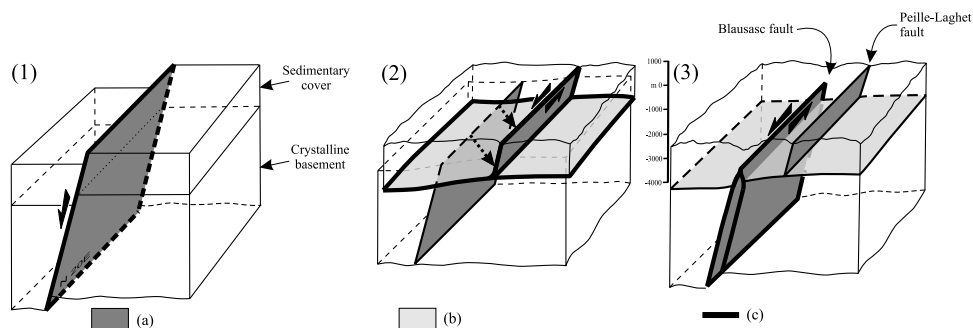 (1)
Sedimentary
cover
Crystalline
basement
(2)
Blausasc fault
Peille-Laghet
fault
(3)
1000
m 0
-1000
-2000
-3000
-4000
(a)
(b)
(c)